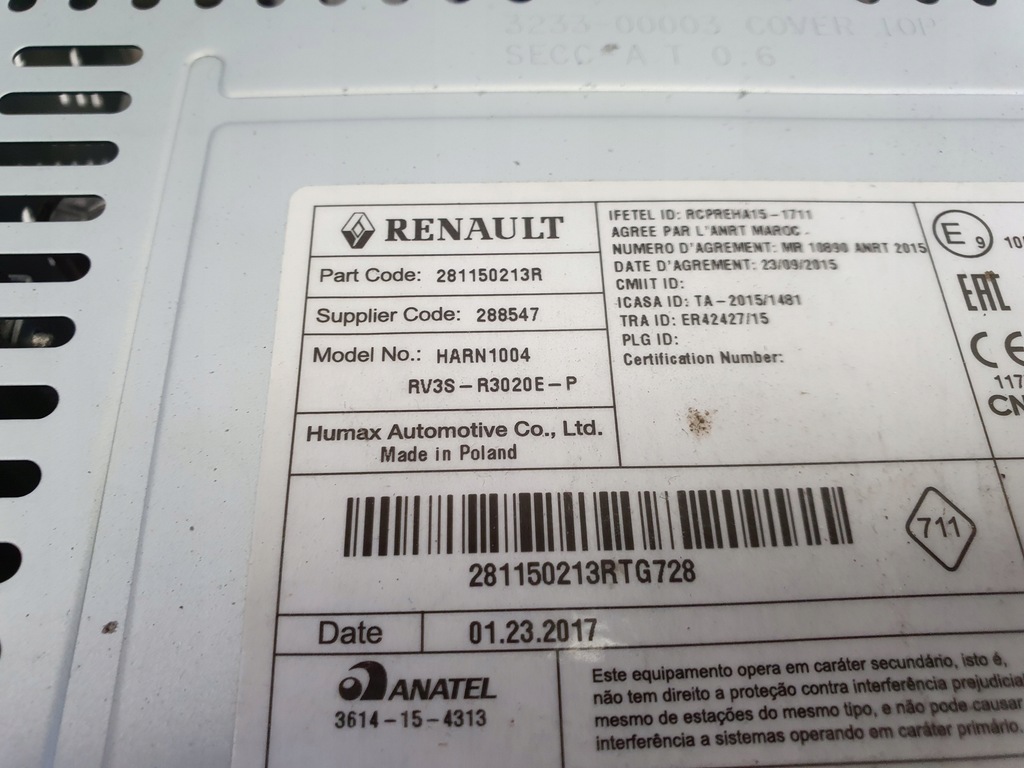 3233-00003 COVER TOP
SECC A T 0.6
RENAULT
Part Code: 281150213R
Supplier Code: 288547
Model No.: HARN1004
RV3S-R3020E-P
Humax Automotive Co., Ltd.
Made in Poland
IFETEL ID: RCPREHA15-1711
AGREE PAR L'ANRT MAROC
NUMERO D'AGREMENT: MR 10890 ANRT 2015
DATE D'AGREMENT: 23/09/2015
CMIIT ID:
ICASA ID: TA-2015/1481
TRA ID: ER42427/15
PLG ID:
Certification Number:
E9
EAC
CE
281150213RTG728
711
Date 01.23.2017
ANATEL
3614-15-4313
Este equipamento opera em caráter secundário, isto é,
não tem direito a proteção contra interferência prejudicial
mesmo de estações do mesmo tipo, e não pode causar
interferência a sistemas operando em caráter primário.